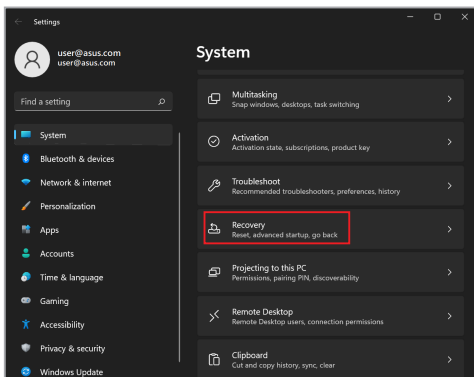 Settings
user@asus.com
user@asus.com
Find a setting
System
Bluetooth & devices
Network & internet
Personalization
Apps
Accounts
Time & language
Gaming
Accessibility
Privacy & security
Windows Update
System
Multitasking
Snap windows, desktops, task switching
Activation
Activation state, subscriptions, product key
Troubleshoot
Recommended troubleshooters, preferences, history
Recovery
Reset, advanced startup, go back
Projecting to this PC
Permissions, pairing PIN, discoverability
Remote Desktop
Remote Desktop users, connection permissions
Clipboard
Cut and copy history, sync, clear